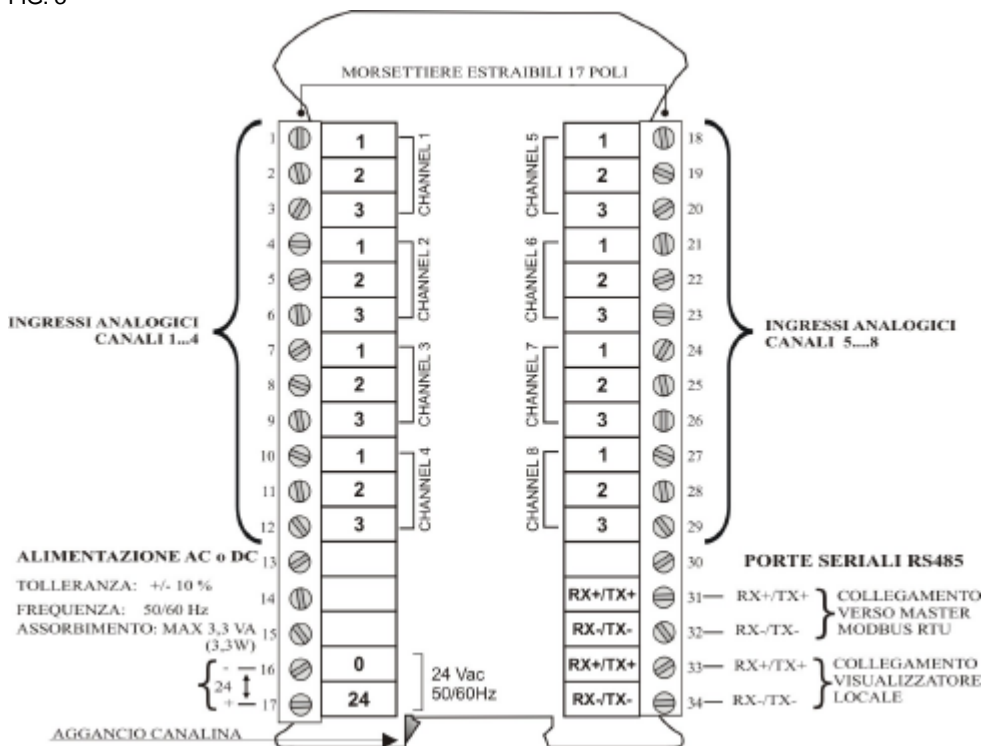 FIG. 6
MORSETTIERE ESTRAIBILI 17 POLI
1 1
2 2
3 3
CHANNEL 1
4 1
5 2
6 3
CHANNEL 2
7 1
8 2
9 3
CHANNEL 3
10 1
11 2
12 3
CHANNEL 4
13
14
15
16 0
17 24
24 Vac
50/60Hz
INGRESSI ANALOGICI
CANALI 1...4
ALIMENTAZIONE AC o DC
TOLLERANZA: +/- 10 %
FREQUENZA: 50/60 Hz
ASSORBIMENTO: MAX 3,3 VA
(3,3W)
-
24
+
AGGANCIO CANALINA
1 18
2 19
3 20
CHANNEL 5
1 21
2 22
3 23
CHANNEL 6
1 24
2 25
3 26
CHANNEL 7
1 27
2 28
3 29
CHANNEL 8
30
RX+/TX+ 31
RX-/TX- 32
RX+/TX+ 33
RX-/TX- 34
INGRESSI ANALOGICI
CANALI 5....8
PORTE SERIALI RS485
RX+/TX+
RX-/TX-
COLLEGAMENTO
VERSO MASTER
MODBUS RTU
RX+/TX+
RX-/TX-
COLLEGAMENTO
VISUALIZZATORE
LOCALE